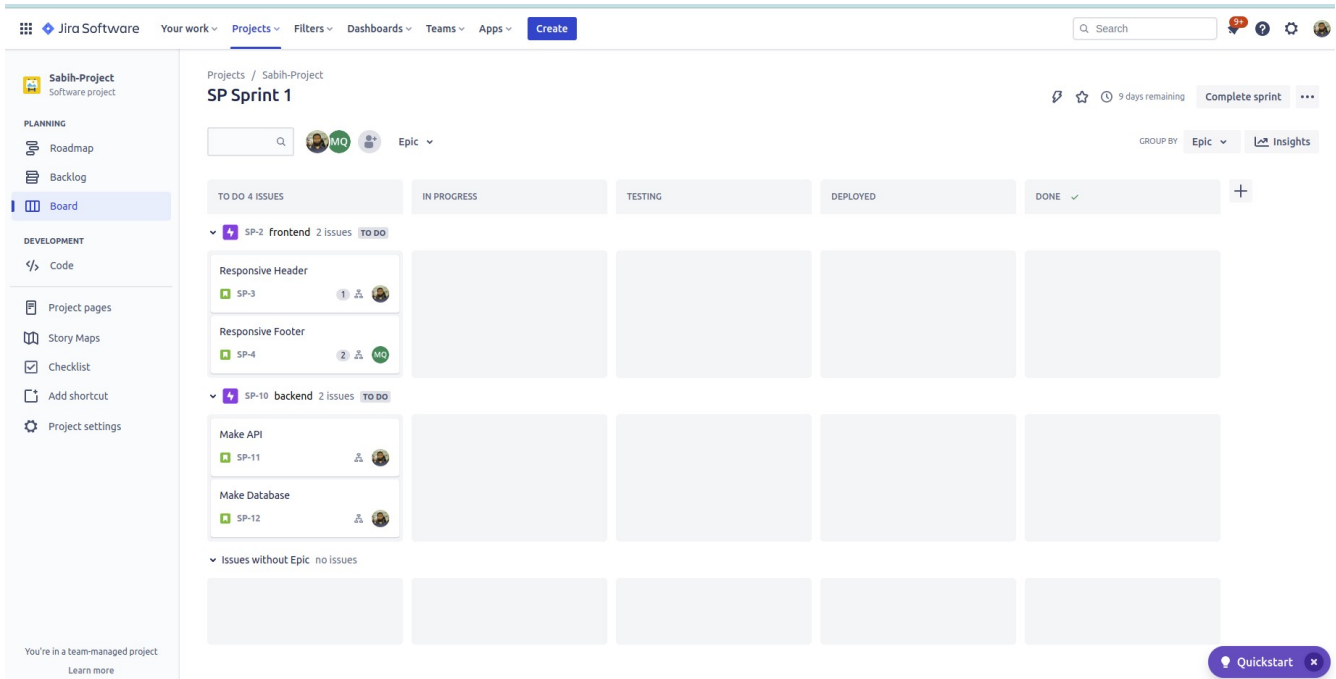 Jira Software Your work Projects Filters Dashboards Teams Apps Create Search 9+
Sabih-Project
Software project
PLANNING
Roadmap
Backlog
Board
DEVELOPMENT
Code
Project pages
Story Maps
Checklist
Add shortcut
Project settings
You're in a team-managed project
Learn more
Projects / Sabih-Project
SP Sprint 1
9 days remaining Complete sprint
MQ Epic
GROUP BY Epic Insights
TO DO 4 ISSUES IN PROGRESS TESTING DEPLOYED DONE
SP-2 frontend 2 issues TO DO
Responsive Header
SP-3 1
Responsive Footer
SP-4 2 MQ
SP-10 backend 2 issues TO DO
Make API
SP-11
Make Database
SP-12
Issues without Epic no issues
Quickstart